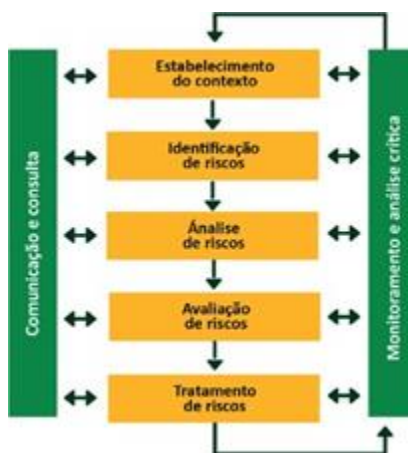 Comunicação e consulta
Estabelecimento
do contexto
Identificação
de riscos
Ánalise
de riscos
Avaliação
de riscos
Tratamento
de riscos
Monitoramento e análise crítica